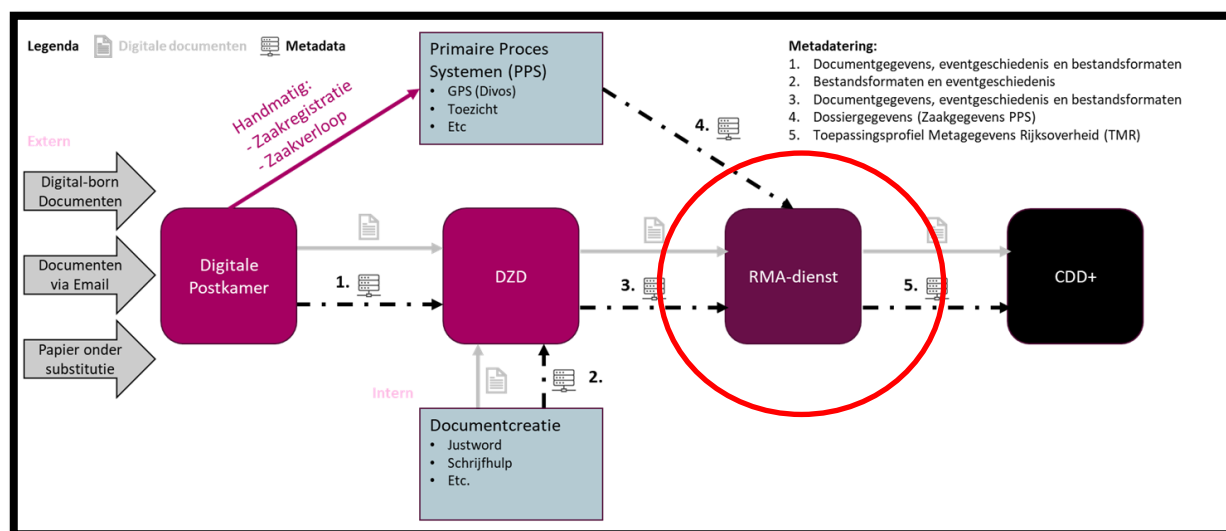 Legenda
Digitale documenten
Metadata
Primaire Proces
Systemen (PPS)
• GPS (Divos)
• Toezicht
• Etc
Metadatering:
1. Documentgegevens, eventgeschiedenis en bestandsformaten
2. Bestandsformaten en eventgeschiedenis
3. Documentgegevens, eventgeschiedenis en bestandsformaten
4. Dossiergegevens (Zaakgegevens PPS)
5. Toepassingsprofiel Metagegevens Rijksoverheid (TMR)
Handmatig:
- Zaakregistratie
- Zaakverloop
4.
Extern
Digital-born
Documenten
Documenten
via Email
Papier onder
substitutie
Digitale
Postkamer
1.
DZD
3.
RMA-dienst
5.
CDD+
2.
Intern
Documentcreatie
• Justword
• Schrijfhulp
• Etc.